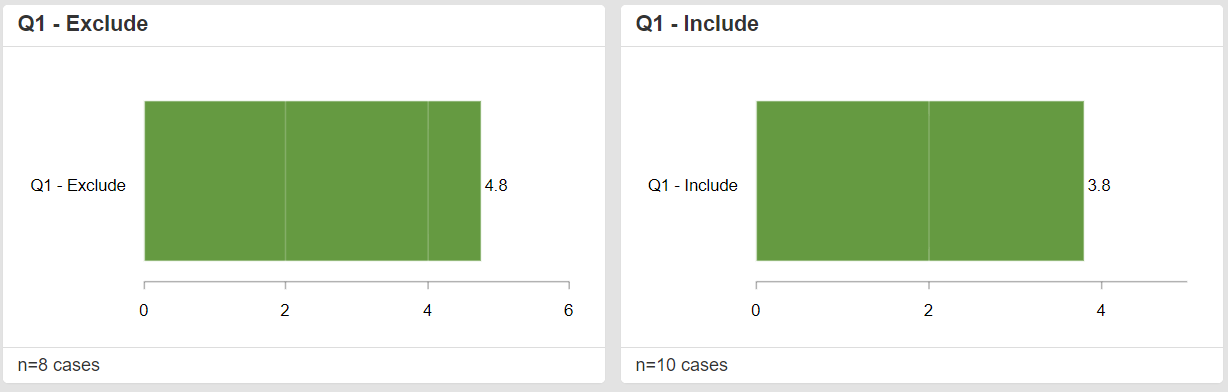 Q1 - Exclude
Q1 - Exclude
4.8
0 2 4 6
n=8 cases
Q1 - Include
Q1 - Include
3.8
0 2 4
n=10 cases